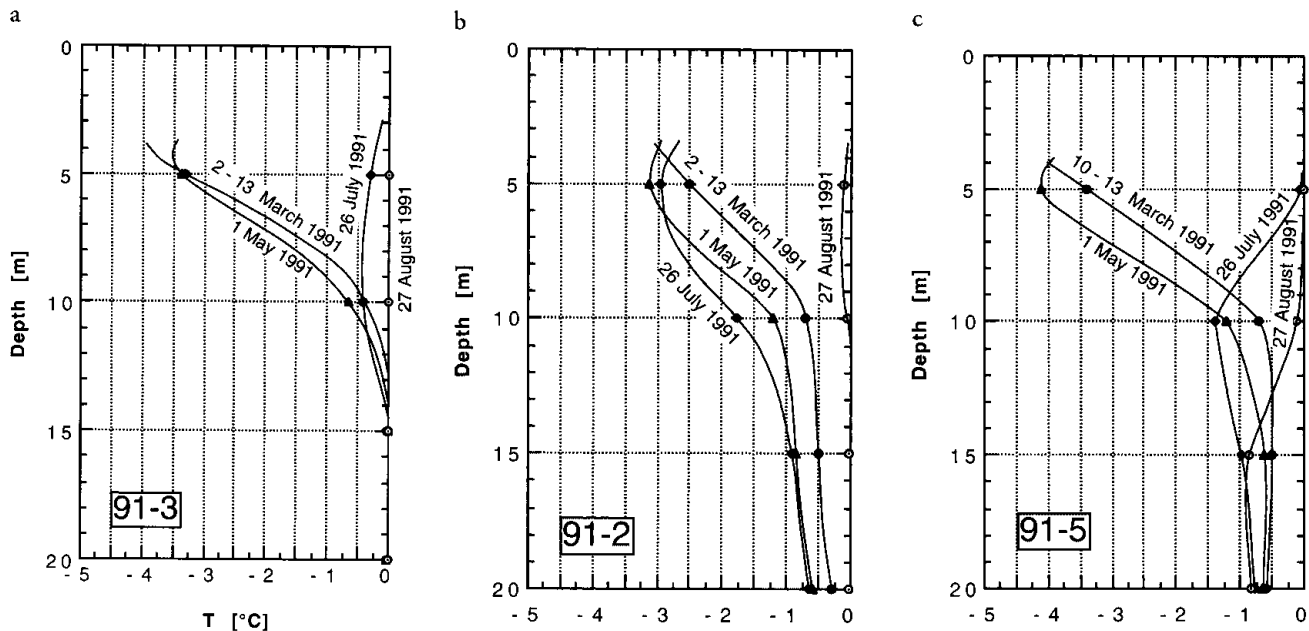 a
0
5
10
15
20
Depth [m]
2 - 13 March 1991
1 May 1991
26 July 1991
27 August 1991
91-3
- 5
- 4
- 3
- 2
- 1
0
T [°C]
b
0
5
10
15
20
Depth [m]
2 - 13 March 1991
1 May 1991
26 July 1991
27 August 1991
91-2
- 5
- 4
- 3
- 2
- 1
0
c
0
5
10
15
20
Depth [m]
10 - 13 March 1991
1 May 1991
26 July 1991
27 August 1991
91-5
- 5
- 4
- 3
- 2
- 1
0